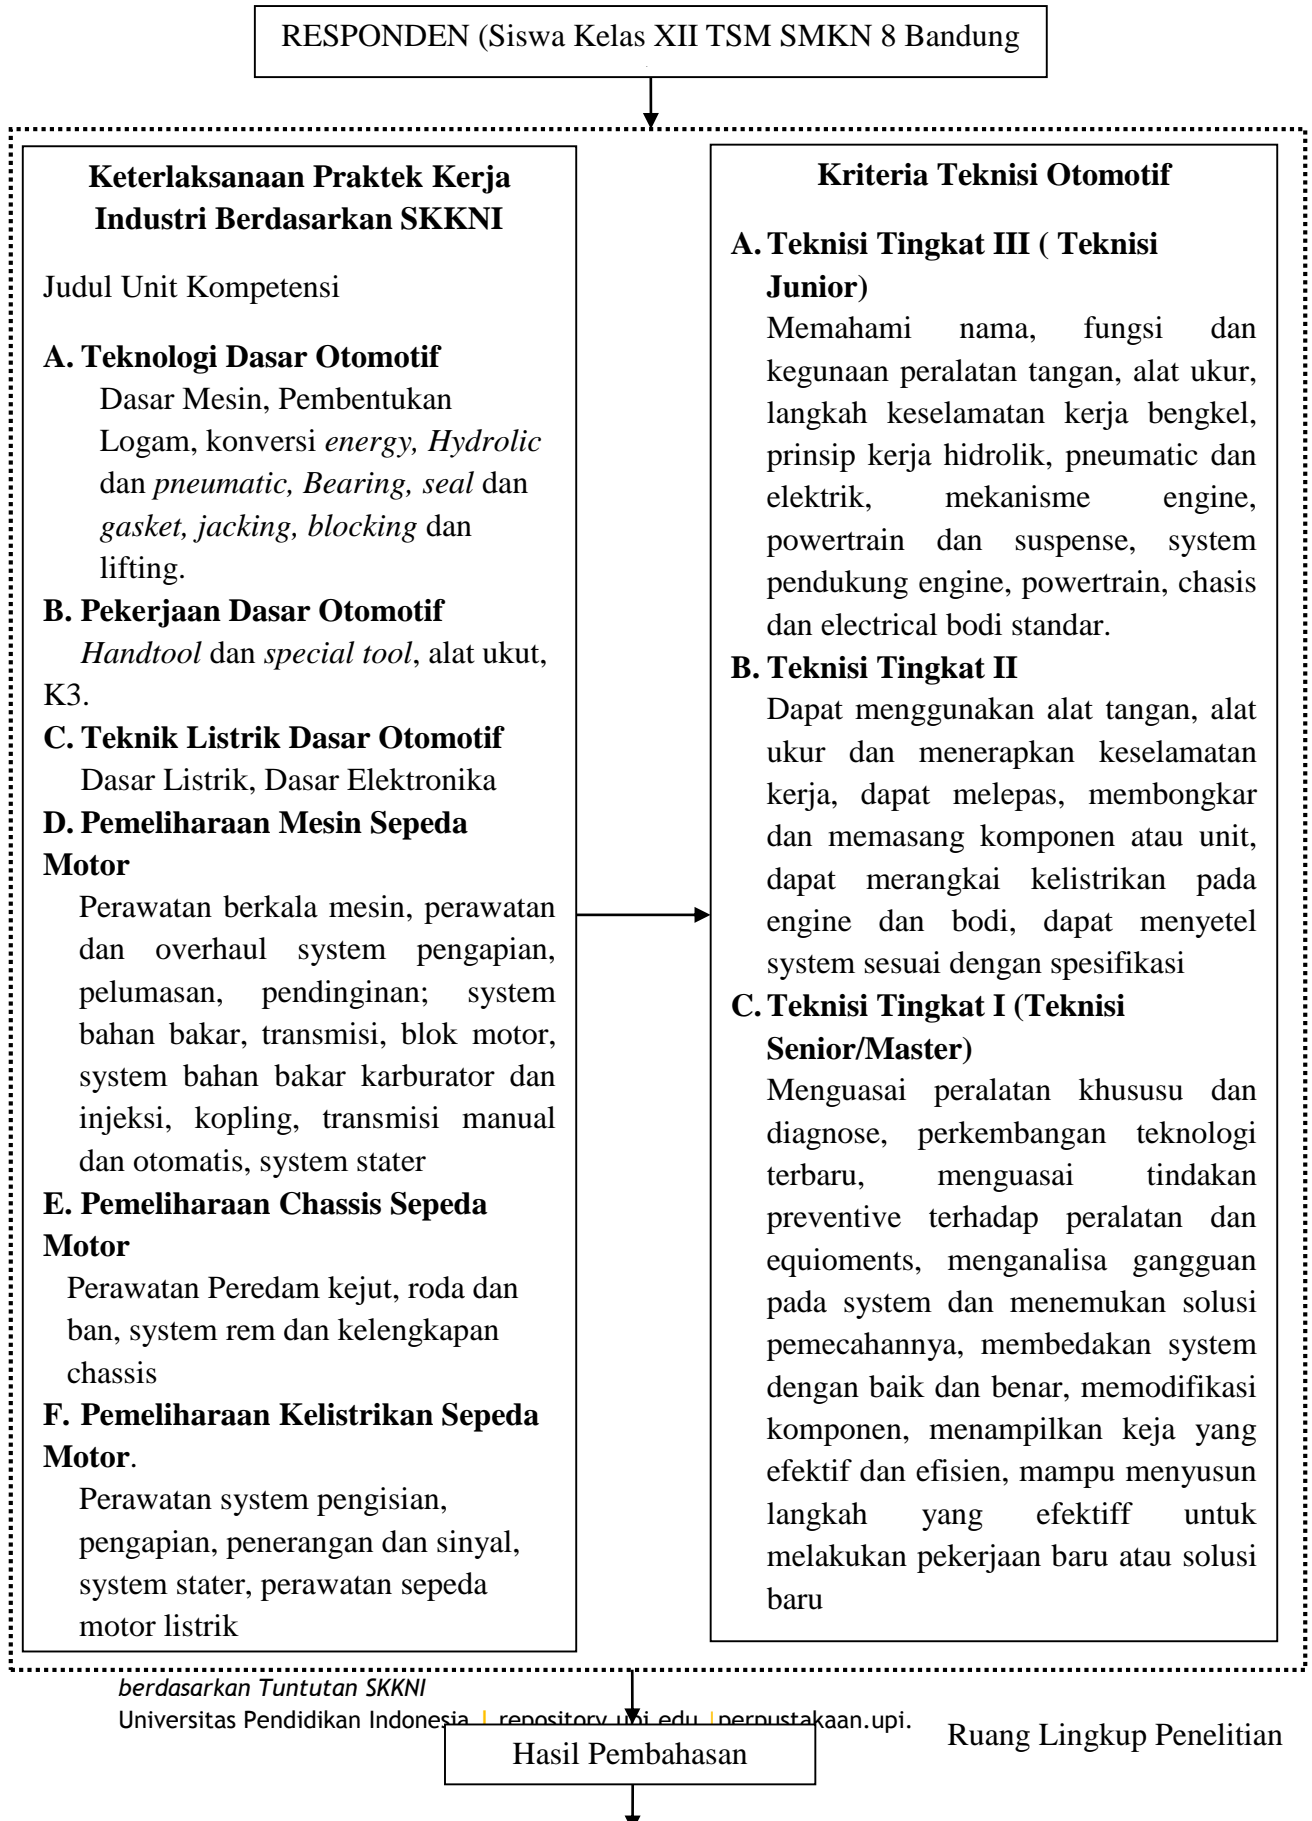 RESPONDEN (Siswa Kelas XII TSM SMKN 8 Bandung
Keterlaksanaan Praktek Kerja
Industri Berdasarkan SKKNI
Judul Unit Kompetensi
A. Teknologi Dasar Otomotif
Dasar Mesin, Pembentukan
Logam, konversi energy, Hydrolic
dan pneumatic, Bearing, seal dan
gasket, jacking, blocking dan
lifting.
B. Pekerjaan Dasar Otomotif
Handtool dan special tool, alat ukut,
K3.
C. Teknik Listrik Dasar Otomotif
Dasar Listrik, Dasar Elektronika
D. Pemeliharaan Mesin Sepeda
Motor
Perawatan berkala mesin, perawatan
dan overhaul system pengapian,
pelumasan, pendinginan; system
bahan bakar, transmisi, blok motor,
system bahan bakar karburator dan
injeksi, kopling, transmisi manual
dan otomatis, system stater
E. Pemeliharaan Chassis Sepeda
Motor
Perawatan Peredam kejut, roda dan
ban, system rem dan kelengkapan
chassis
F. Pemeliharaan Kelistrikan Sepeda
Motor.
Perawatan system pengisian,
pengapian, penerangan dan sinyal,
system stater, perawatan sepeda
motor listrik
Kriteria Teknisi Otomotif
A. Teknisi Tingkat III ( Teknisi
Junior)
Memahami nama, fungsi dan
kegunaan peralatan tangan, alat ukur,
langkah keselamatan kerja bengkel,
prinsip kerja hidrolik, pneumatic dan
elektrik, mekanisme engine,
powertrain dan suspense, system
pendukung engine, powertrain, chasis
dan electrical bodi standar.
B. Teknisi Tingkat II
Dapat menggunakan alat tangan, alat
ukur dan menerapkan keselamatan
kerja, dapat melepas, membongkar
dan memasang komponen atau unit,
dapat merangkai kelistrikan pada
engine dan bodi, dapat menyetel
system sesuai dengan spesifikasi
C. Teknisi Tingkat I (Teknisi
Senior/Master)
Menguasai peralatan khususu dan
diagnose, perkembangan teknologi
terbaru, menguasai tindakan
preventive terhadap peralatan dan
equioments, menganalisa gangguan
pada system dan menemukan solusi
pemecahannya, membedakan system
dengan baik dan benar, memodifikasi
komponen, menampilkan keja yang
efektif dan efisien, mampu menyusun
langkah yang efektiff untuk
melakukan pekerjaan baru atau solusi
baru
berdasarkan Tuntutan SKKNI
Universitas Pendidikan Indonesia | repository.upi.edu |perpustakaan.upi.
Ruang Lingkup Penelitian
Hasil Pembahasan